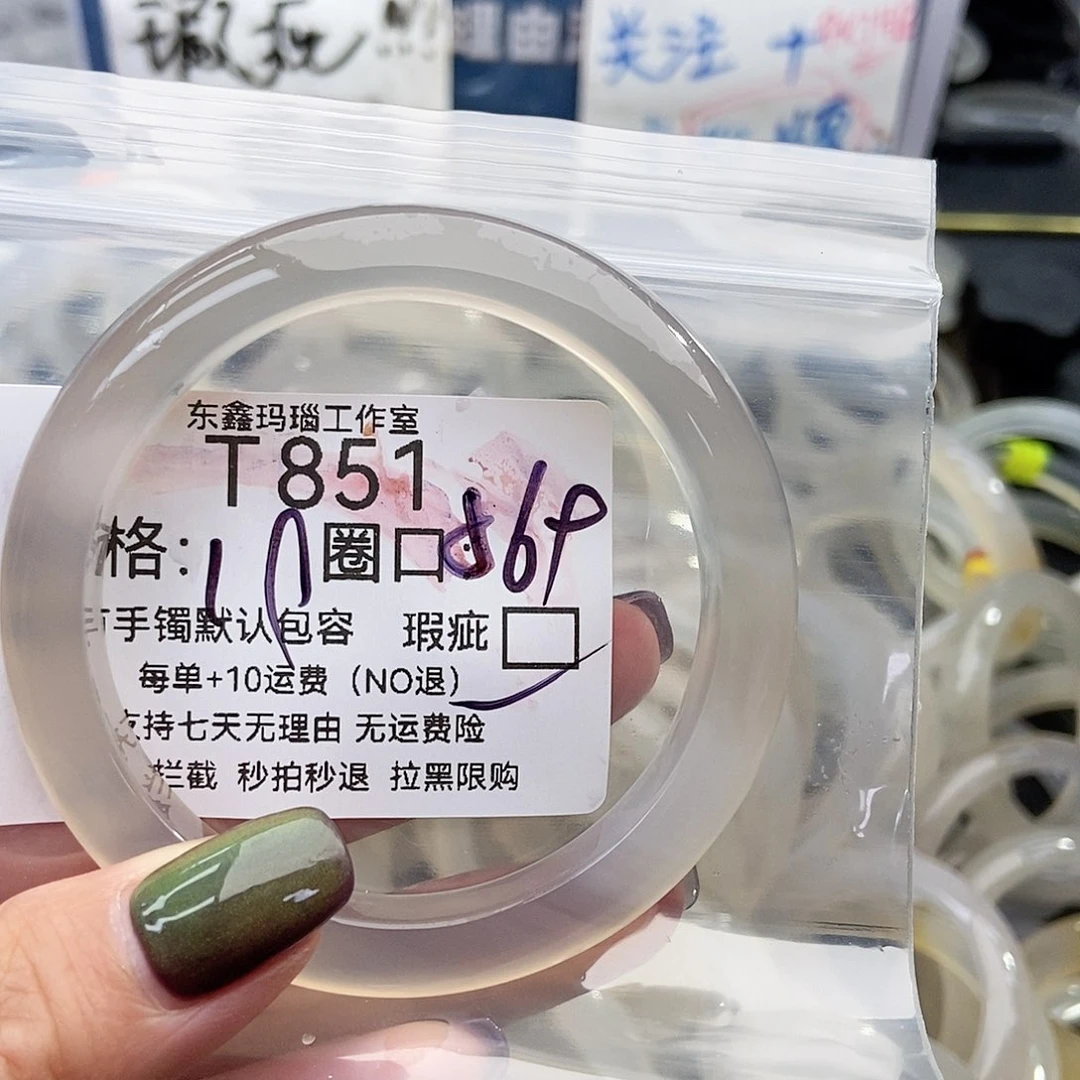 关注 +
东鑫玛瑙工作室
T851
格: 圈口: 569
手镯默认包容 瑕疵
每单+10运费（NO退）
支持七天无理由 无运费险
拦截 秒拍秒退 拉黑限购